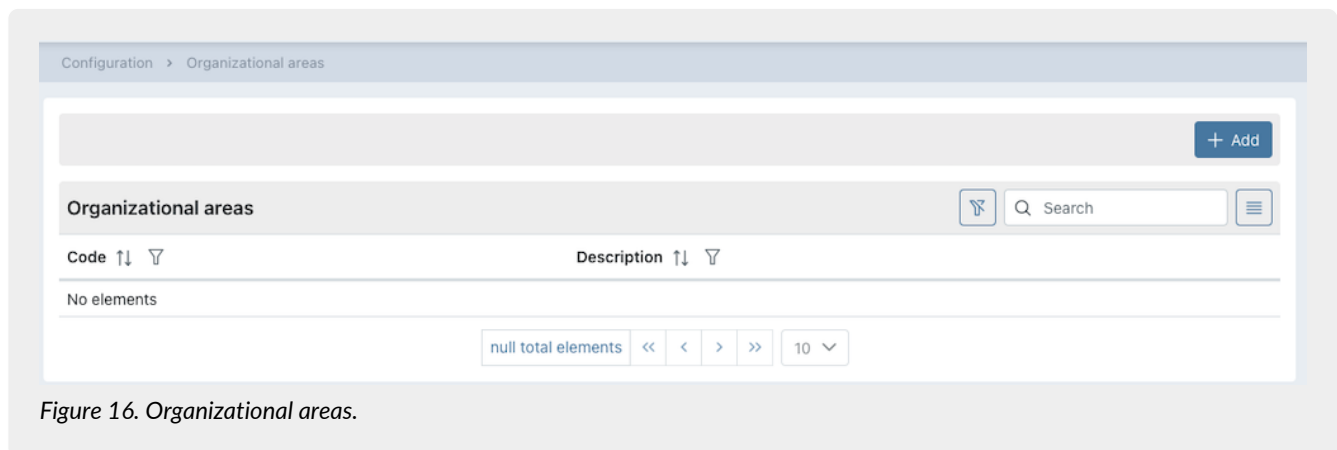 Configuration > Organizational areas
+ Add
Organizational areas
Search
Code Description
No elements
null total elements << < > >> 10
Figure 16. Organizational areas.